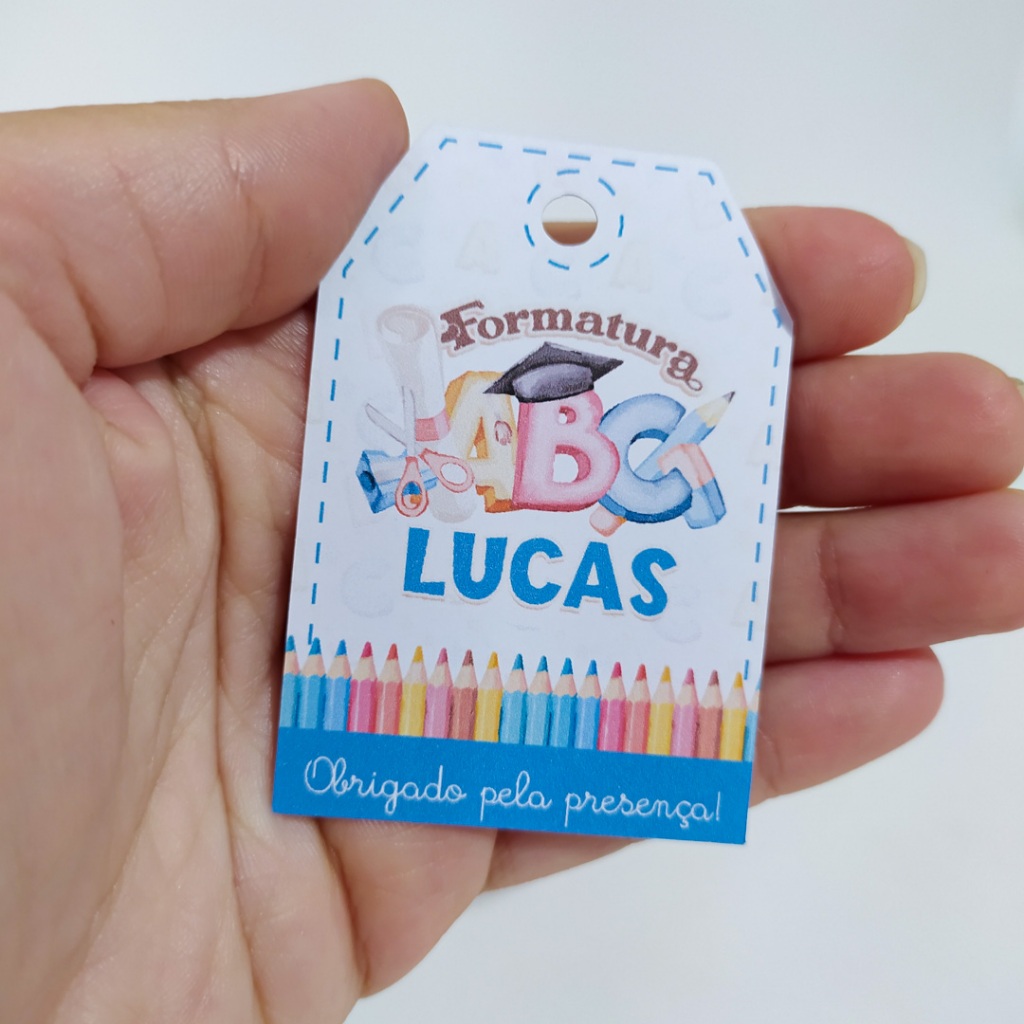 Formatura
ABC
LUCAS
Obrigado pela presença!